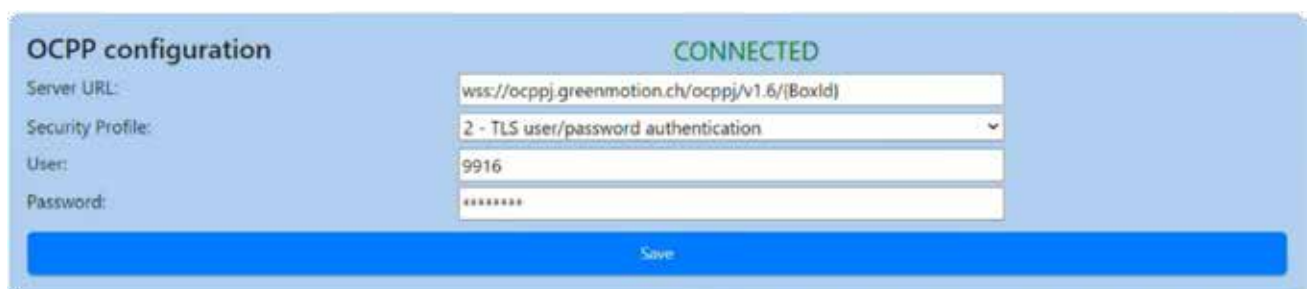 OCPP configuration CONNECTED
Server URL: wss://ocppj.greenmotion.ch/ocppj/v1.6/{BoxId}
Security Profile: 2 - TLS user/password authentication
User: 9916
Password: ********
Save